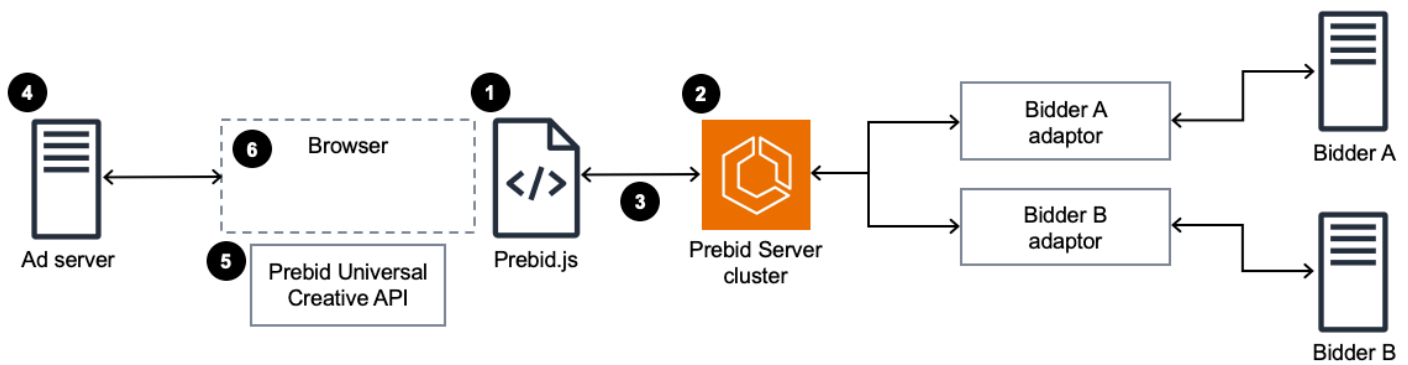 4
Ad server
6
Browser
5
Prebid Universal
Creative API
1
</>
Prebid.js
3
2
Prebid Server
cluster
Bidder A
adaptor
Bidder B
adaptor
Bidder A
Bidder B